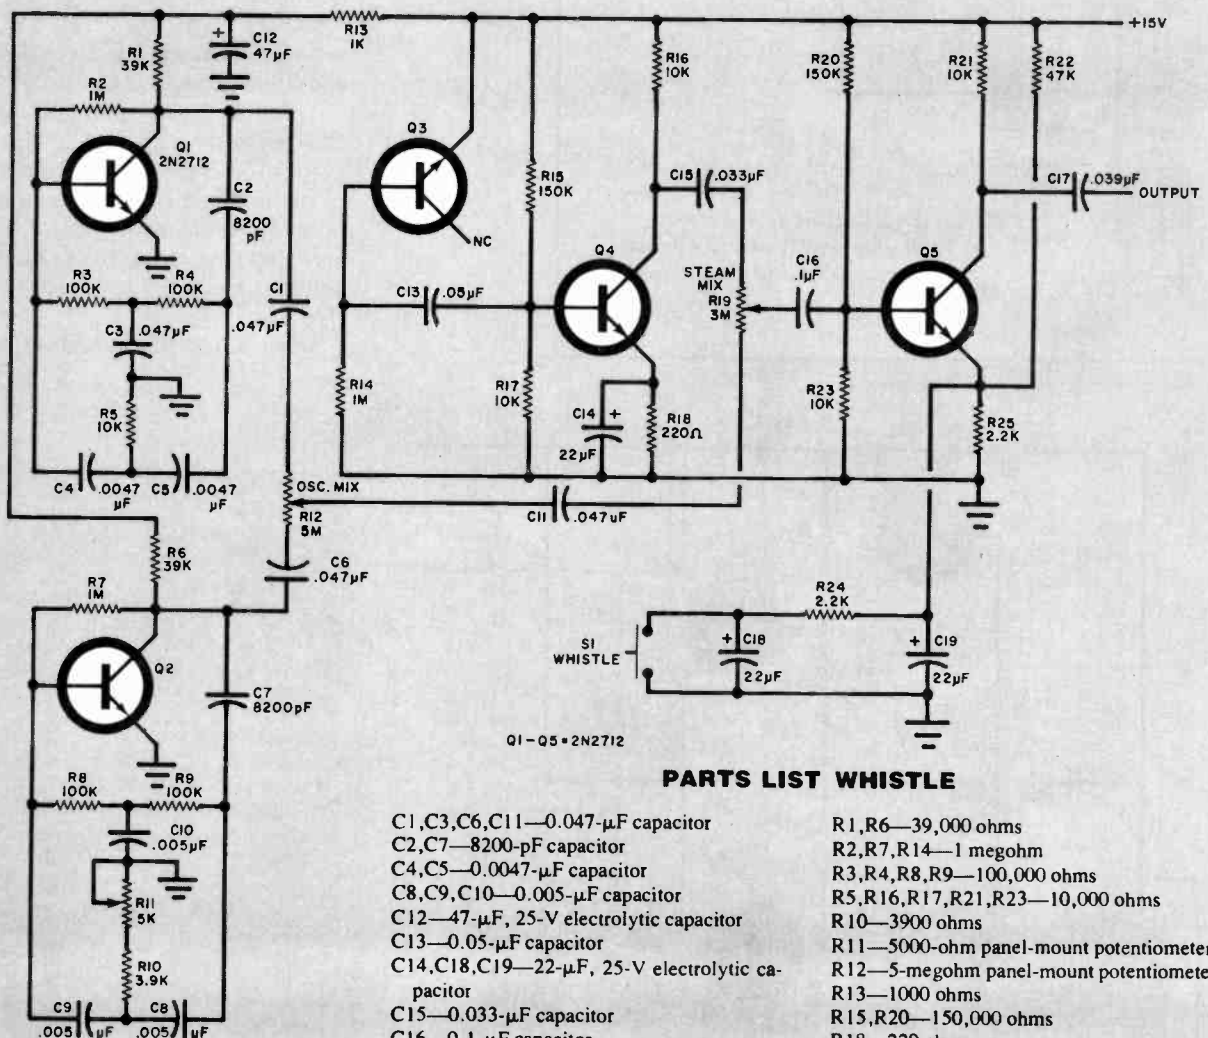 +15V
R1
39K
C12
47µF
R13
1K
R16
10K
R20
150K
R21
10K
R22
47K
R2
1M
Q1
2N2712
C2
8200
pF
Q3
NC
R15
150K
C15
.033µF
C17
.039µF
OUTPUT
Q4
STEAM
MIX
R19
3M
C16
.1µF
Q5
R3
100K
R4
100K
C1
.047µF
C3
.047µF
C13
.05µF
R14
1M
R17
10K
C14
22µF
R18
220Ω
R23
10K
R25
2.2K
R5
10K
C4
.0047
µF
C5
.0047
µF
OSC. MIX
R12
5M
C11
.047uF
R6
39K
C6
.047µF
R7
1M
Q2
C7
8200pF
S1
WHISTLE
C18
22µF
R24
2.2K
C19
22µF
Q1-Q5=2N2712
R8
100K
R9
100K
C10
.005µF
R11
5K
R10
3.9K
C9
.005 µF
C8
.005 µF
PARTS LIST WHISTLE
C1,C3,C6,C11—0.047-µF capacitor
C2,C7—8200-pF capacitor
C4,C5—0.0047-µF capacitor
C8,C9,C10—0.005-µF capacitor
C12—47-µF, 25-V electrolytic capacitor
C13—0.05-µF capacitor
C14,C18,C19—22-µF, 25-V electrolytic ca-
pacitor
C15—0.033-µF capacitor
R1,R6—39,000 ohms
R2,R7,R14—1 megohm
R3,R4,R8,R9—100,000 ohms
R5,R16,R17,R21,R23—10,000 ohms
R10—3900 ohms
R11—5000-ohm panel-mount potentiometer
R12—5-megohm panel-mount potentiomete
R13—1000 ohms
R15,R20—150,000 ohms